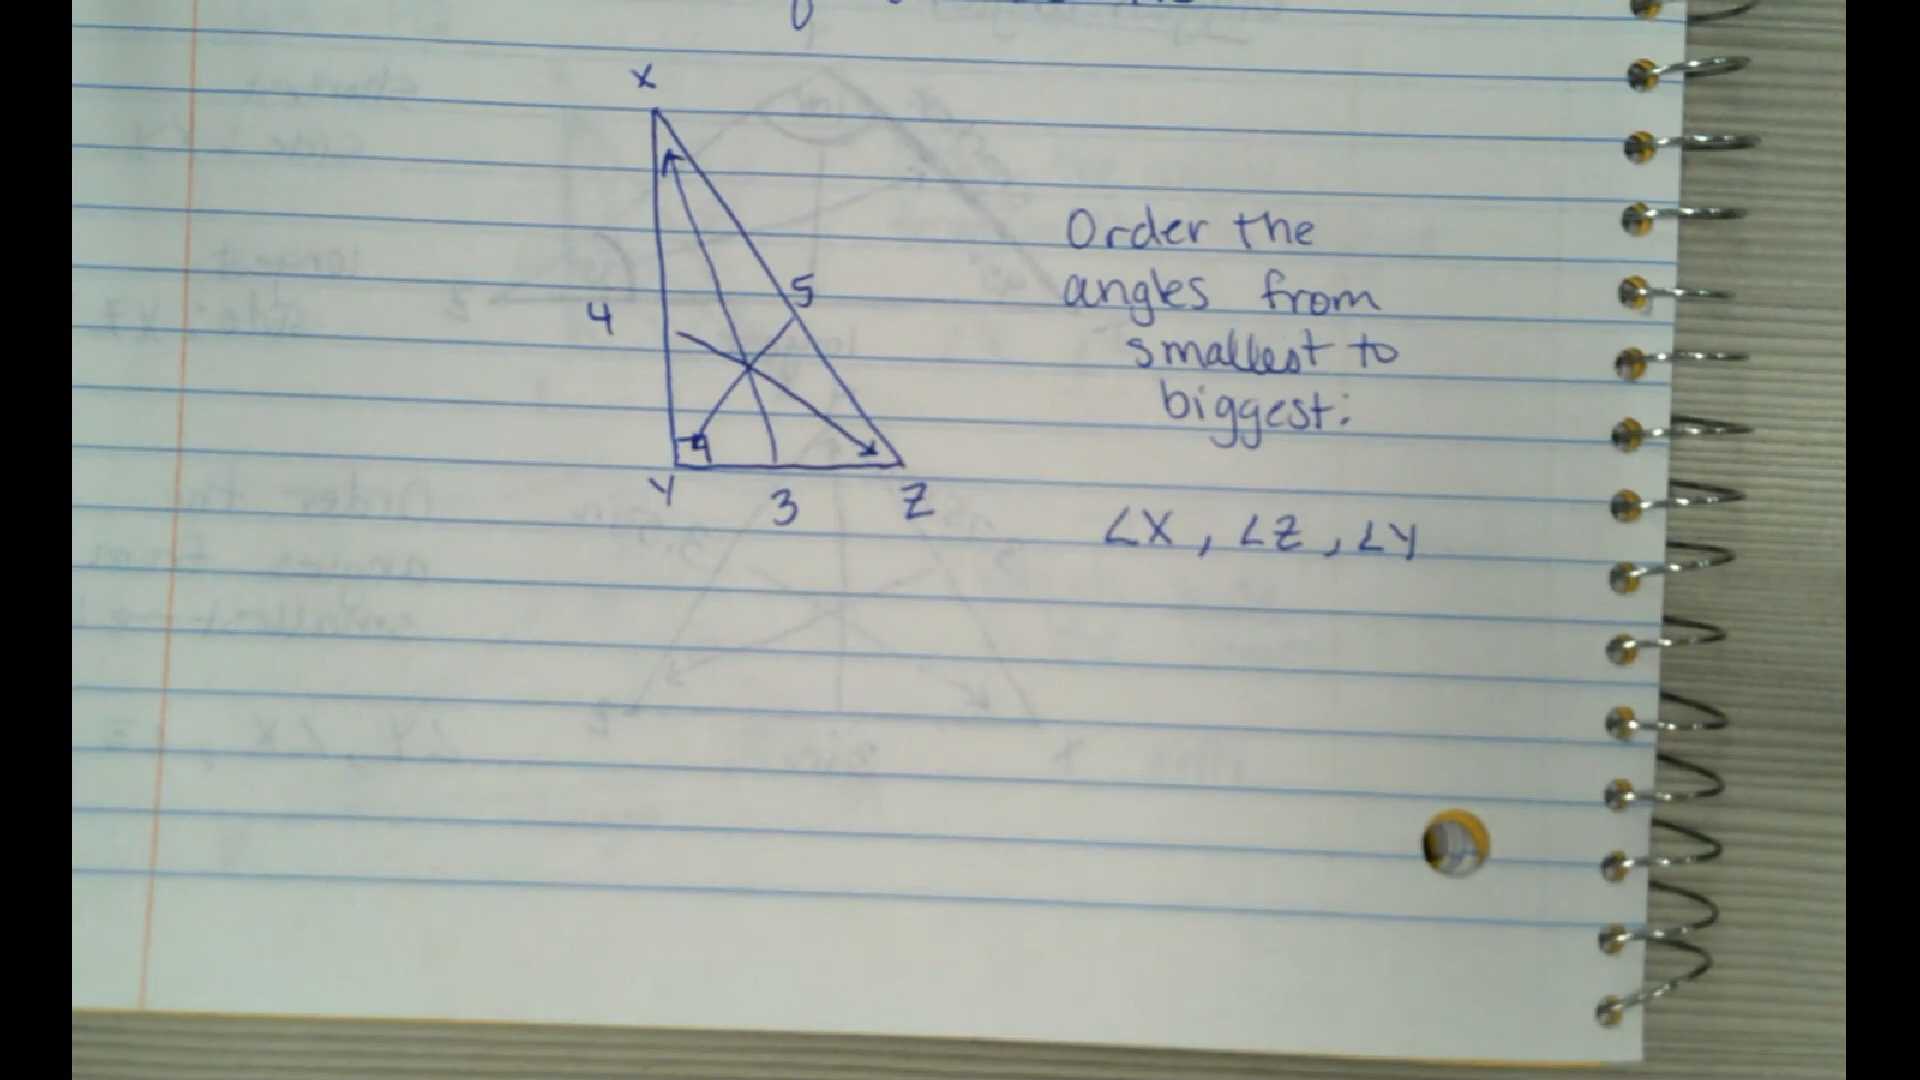 X
Order the
angles from
5
4
smallest to
biggest:
Y 3 Z
∠X, ∠Z, ∠Y